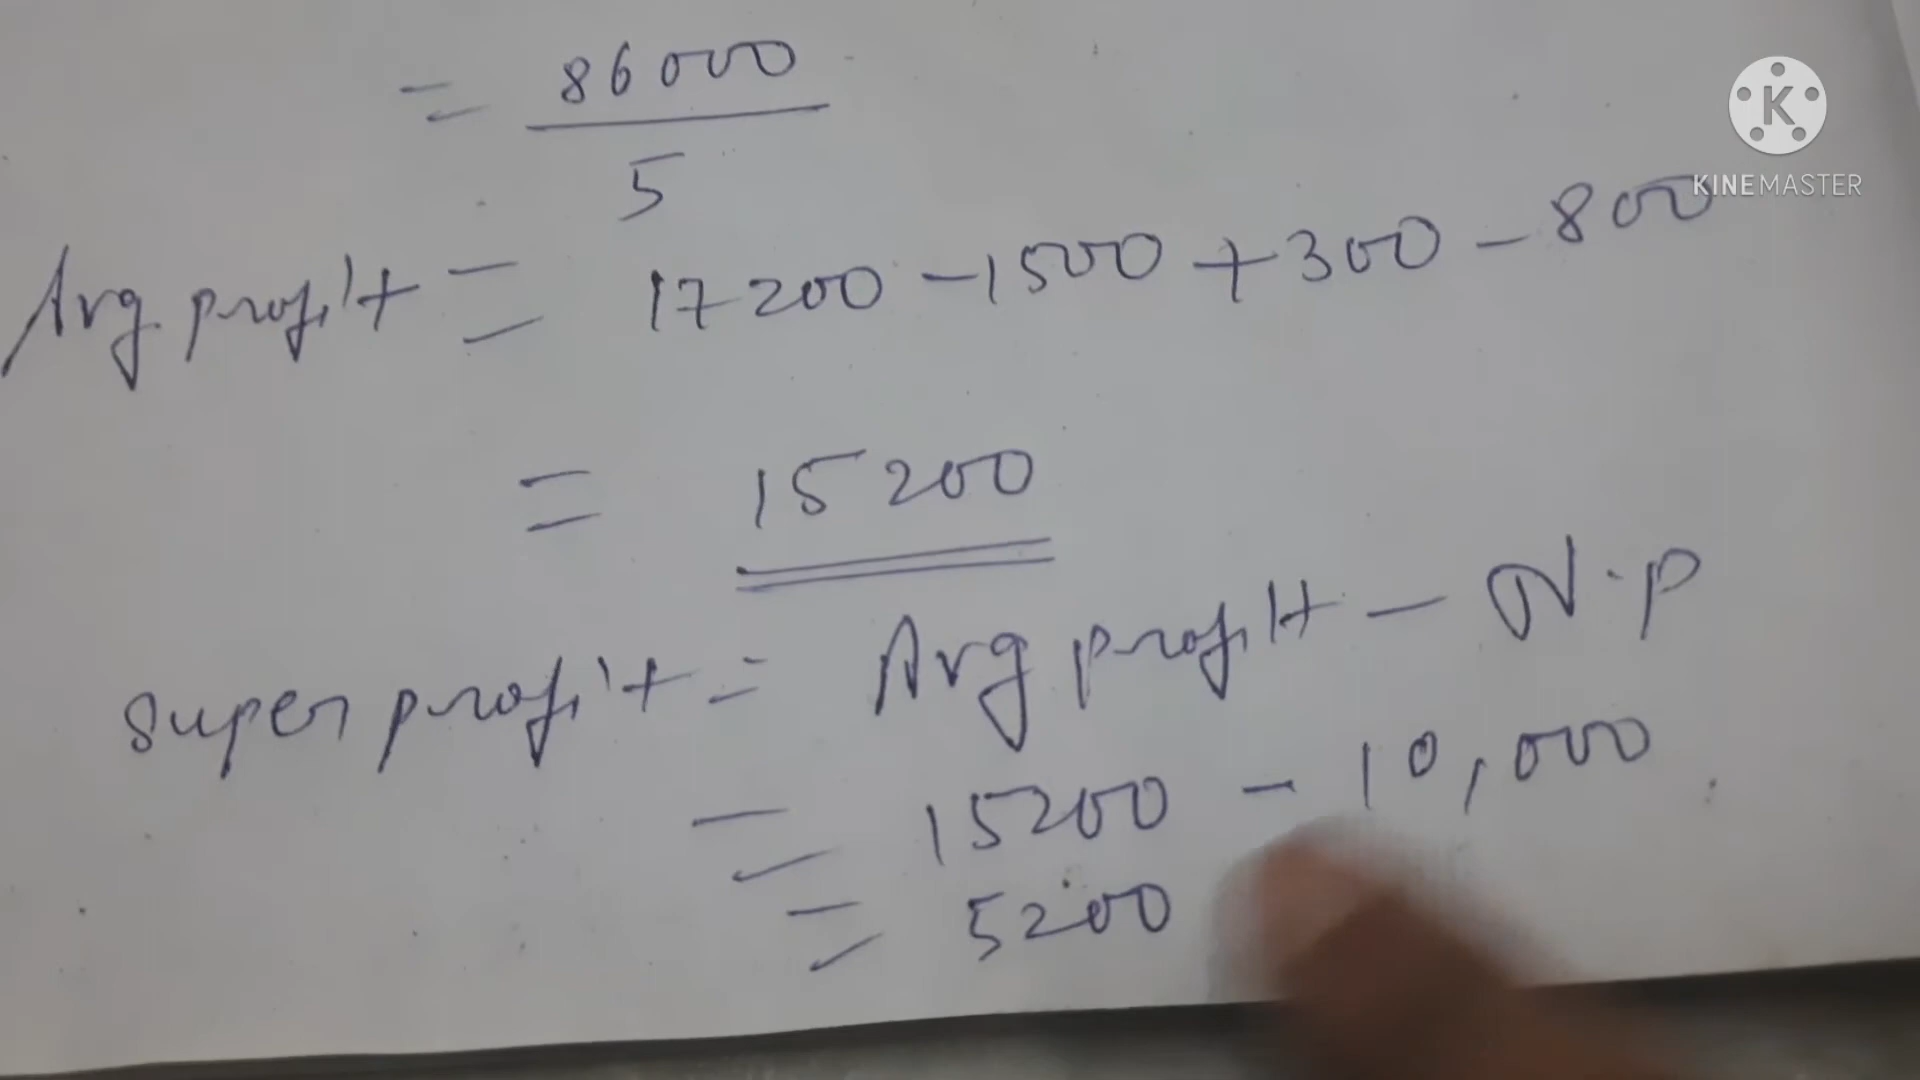 = 86000
5
K
KINEMASTER
Avg profit = 17200 - 1500 + 300 - 800
= 15200
Super profit = Avg profit - N.P
= 15200 - 10,000
= 5200